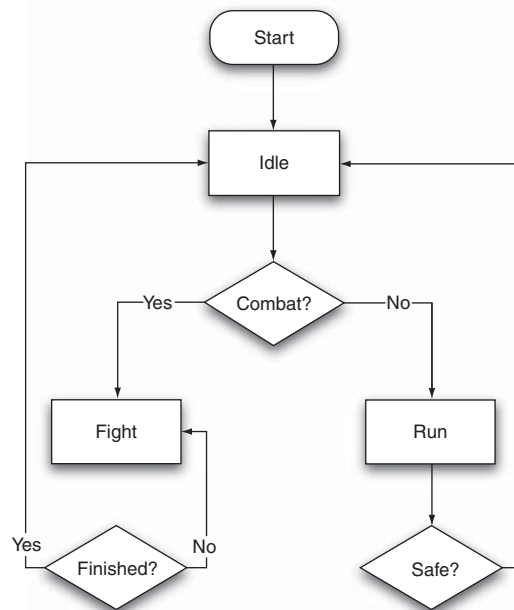 Start
Idle
Combat?
Yes
No
Fight
Run
Yes
Finished?
No
Safe?